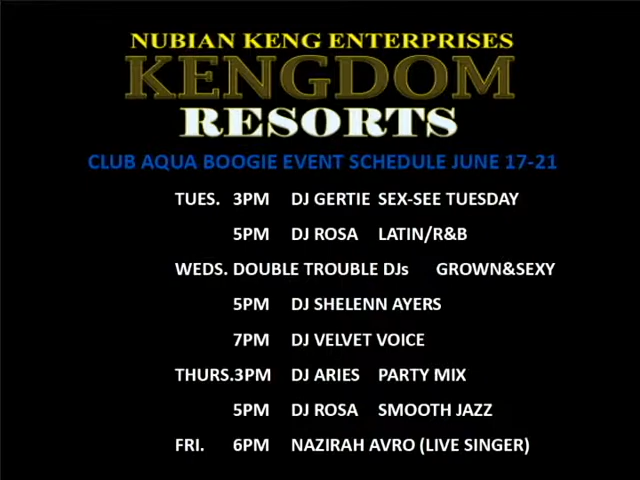 NUBIAN KENG ENTERPRISES
KENGDOM
RESORTS
CLUB AQUA BOOGIE EVENT SCHEDULE JUNE 17-21
TUES. 3PM DJ GERTIE SEX-SEE TUESDAY
5PM DJ ROSA LATIN/R&B
WEDS. DOUBLE TROUBLE DJs GROWN&SEXY
5PM DJ SHELENN AYERS
7PM DJ VELVET VOICE
THURS.3PM DJ ARIES PARTY MIX
5PM DJ ROSA SMOOTH JAZZ
FRI. 6PM NAZIRAH AVRO (LIVE SINGER)